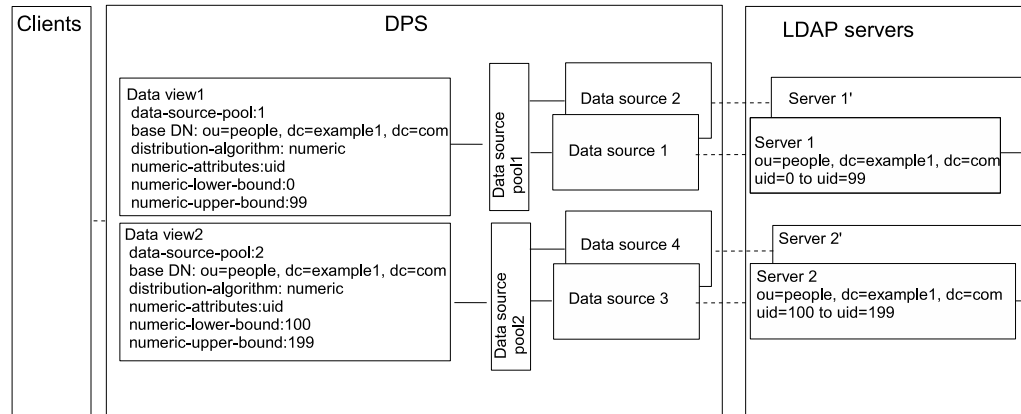 Clients
DPS
LDAP servers
Data view1
data-source-pool:1
base DN: ou=people, dc=example1, dc=com
distribution-algorithm: numeric
numeric-attributes:uid
numeric-lower-bound:0
numeric-upper-bound:99
Data source
pool1
Data source 2
Data source 1
Server 1'
Server 1
ou=people, dc=example1, dc=com
uid=0 to uid=99
Data view2
data-source-pool:2
base DN: ou=people, dc=example1, dc=com
distribution-algorithm: numeric
numeric-attributes:uid
numeric-lower-bound:100
numeric-upper-bound:199
Data source
pool2
Data source 4
Data source 3
Server 2'
Server 2
ou=people, dc=example1, dc=com
uid=100 to uid=199